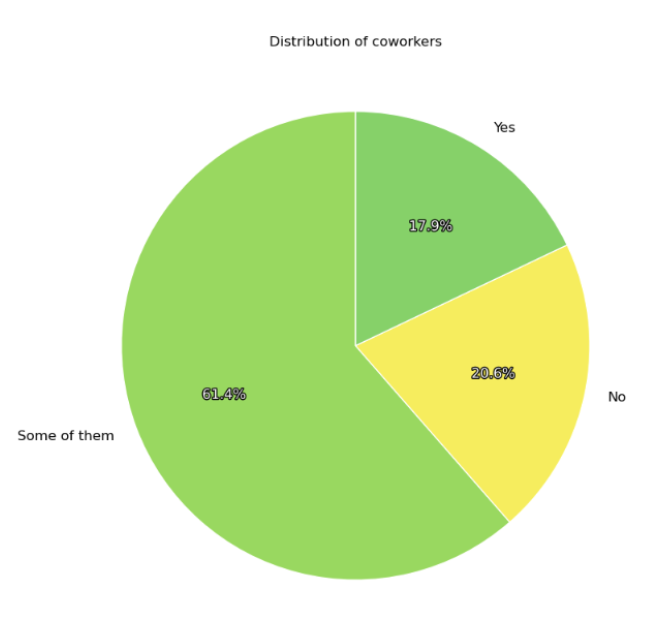 Distribution of coworkers
Yes
17.9%
20.6%
61.4%
No
Some of them